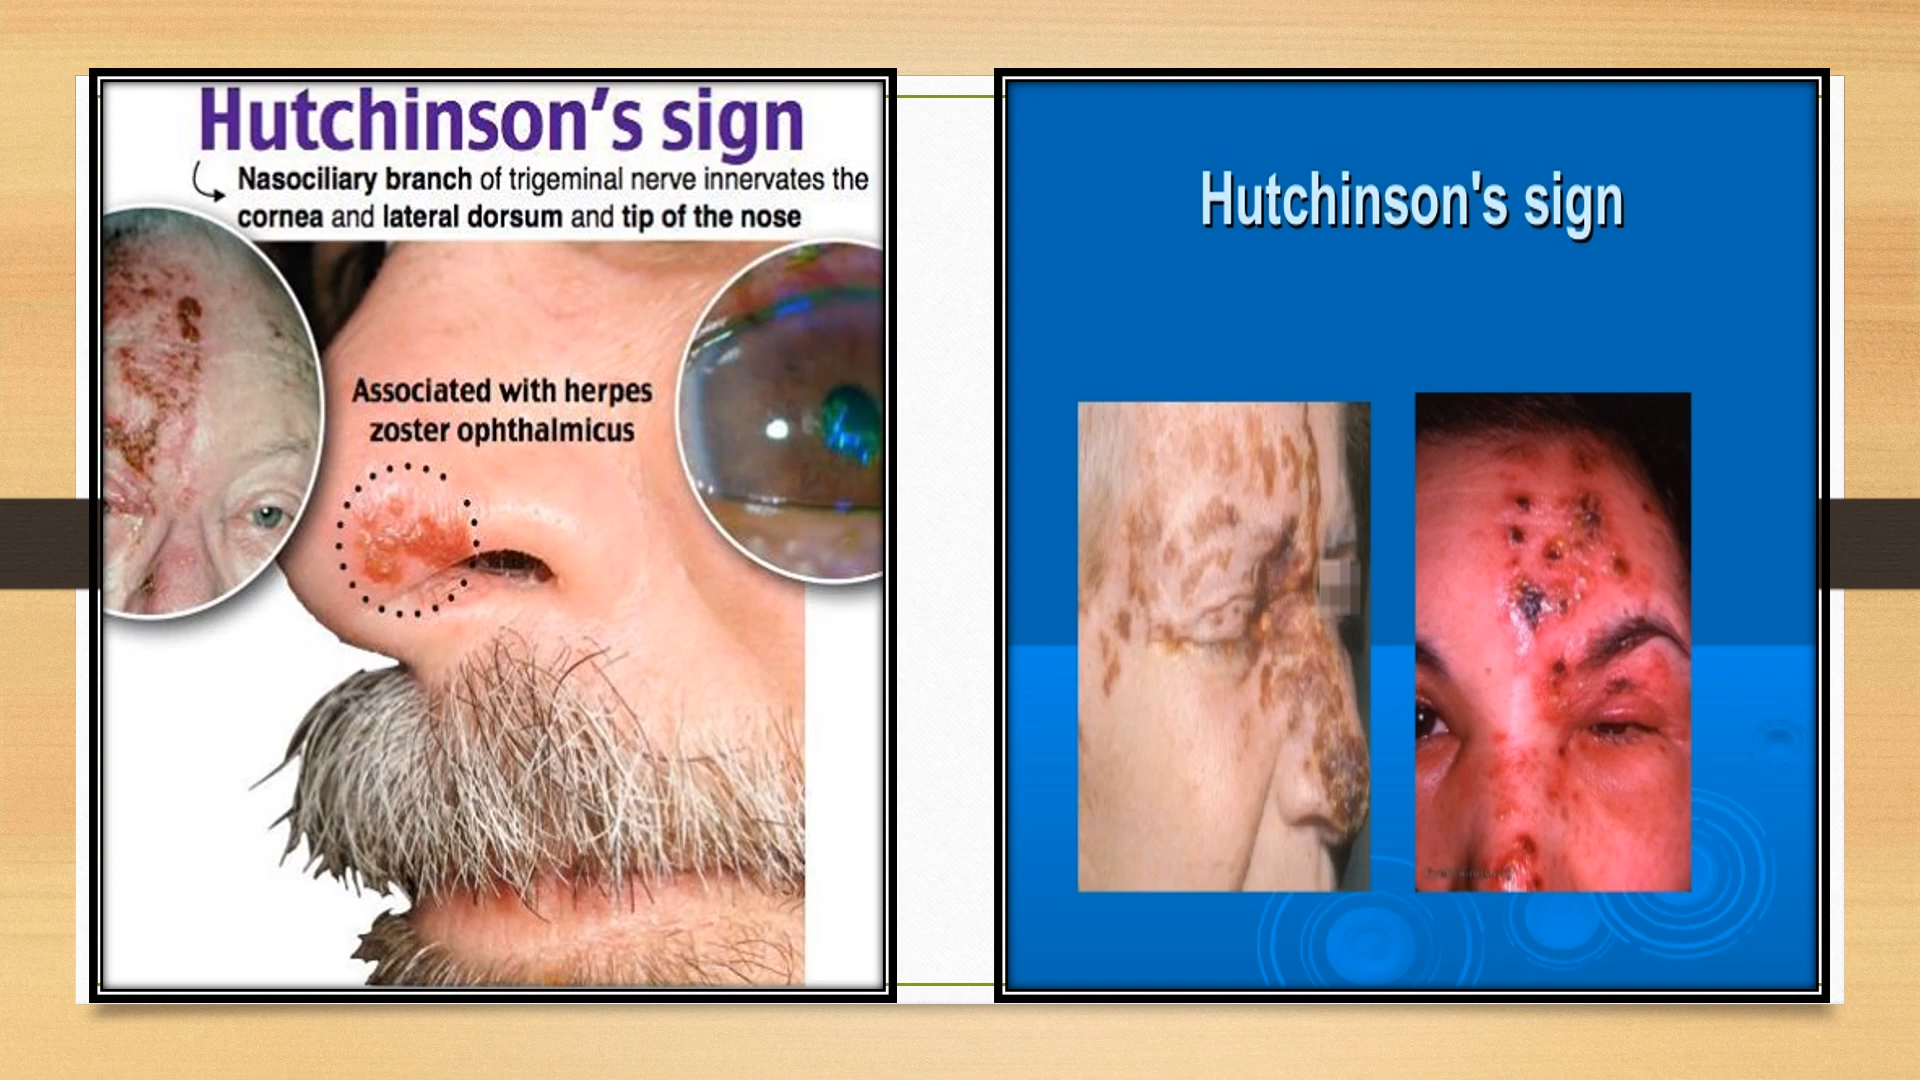 Hutchinson’s sign
Nasociliary branch of trigeminal nerve innervates the
cornea and lateral dorsum and tip of the nose
Associated with herpes
zoster ophthalmicus
Hutchinson's sign